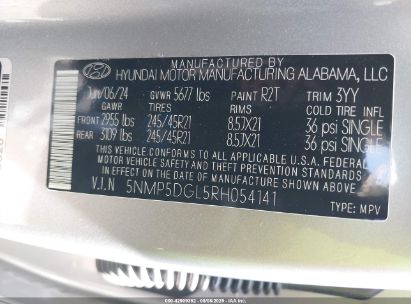 MANUFACTURED BY
HYUNDAI MOTOR MANUFACTURING ALABAMA, LLC
Jun/06/24 GVWR 5677 lbs PAINT R2T TRIM 3YY
GAWR TIRES RIMS COLD TIRE INFL
FRONT 2955 lbs 245/45R21 8.5JX21 36 psi SINGLE
REAR 3109 lbs 245/45R21 8.5JX21 36 psi SINGLE
THIS VEHICLE CONFORMS TO ALL APPLICABLE U.S.A. FEDERAL
MOTOR VEHICLE SAFETY AND THEFT PREVENTION STANDARDS
IN EFFECT ON THE DATE OF MANUFACTURE SHOWN ABOVE.
V.I.N 5NMP5DGL5RH054141
TYPE: MPV